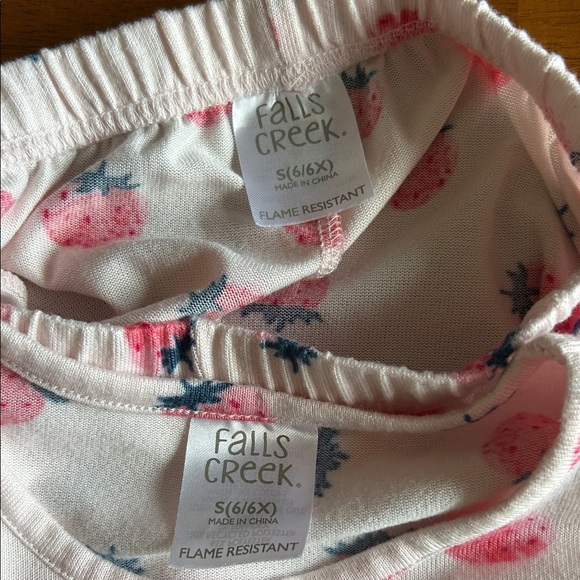 Falls
Creek.
S(6/6X)
MADE IN CHINA
FLAME RESISTANT
Falls
Creek.
S(6/6X)
MADE IN CHINA
FLAME RESISTANT